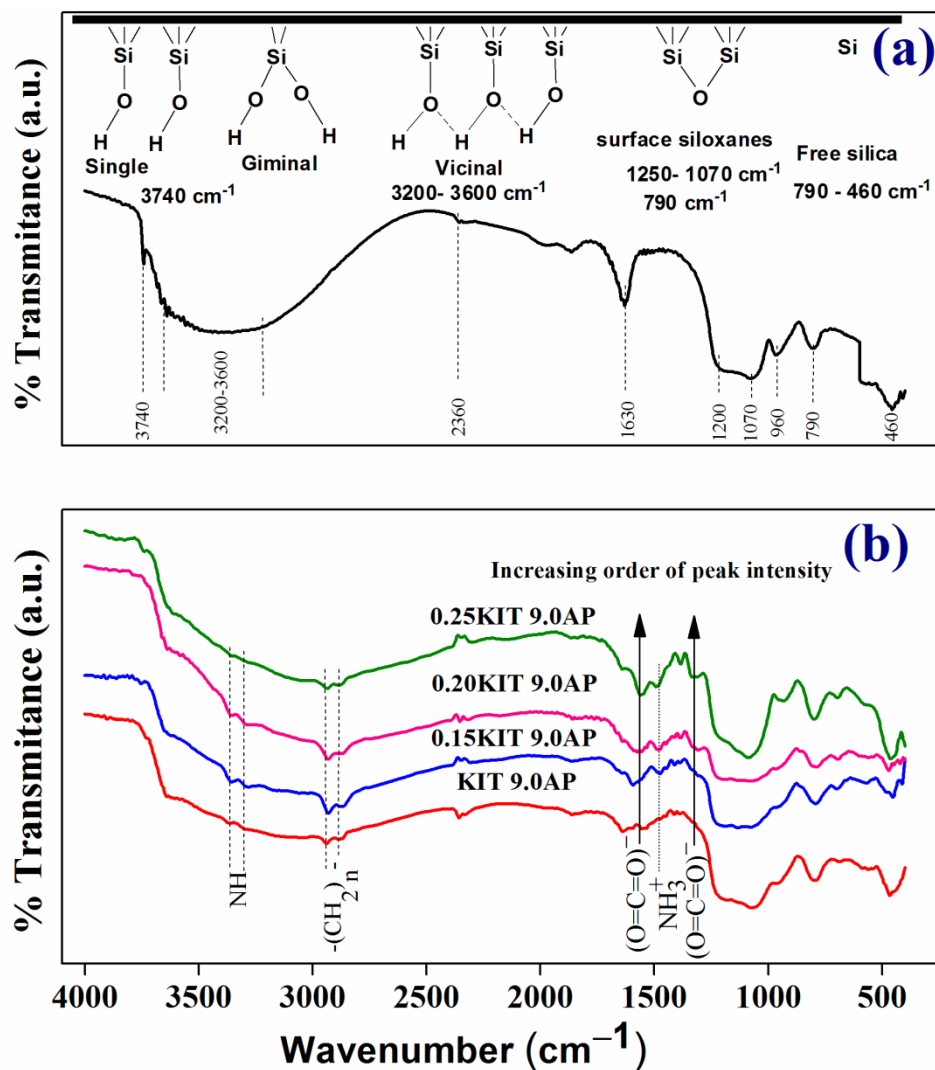 Si Si Si Si Si Si Si Si Si
(a)
O O O O O O O O
H H H H H H H
Single
Giminal
Vicinal
surface siloxanes
Free silica
3740 cm⁻¹
3200- 3600 cm⁻¹
1250- 1070 cm⁻¹
790 cm⁻¹
790 - 460 cm⁻¹
% Transmitance (a.u.)
3740
3200-3600
2360
1630
1200
1070
960
790
460
(b)
Increasing order of peak intensity
0.25KIT 9.0AP
0.20KIT 9.0AP
0.15KIT 9.0AP
KIT 9.0AP
% Transmitance (a.u.)
NH
-(CH₂)ₙ-
(O=C=O)⁻
NH₃⁺
(O=C=O)⁻
4000 3500 3000 2500 2000 1500 1000 500
Wavenumber (cm⁻¹)